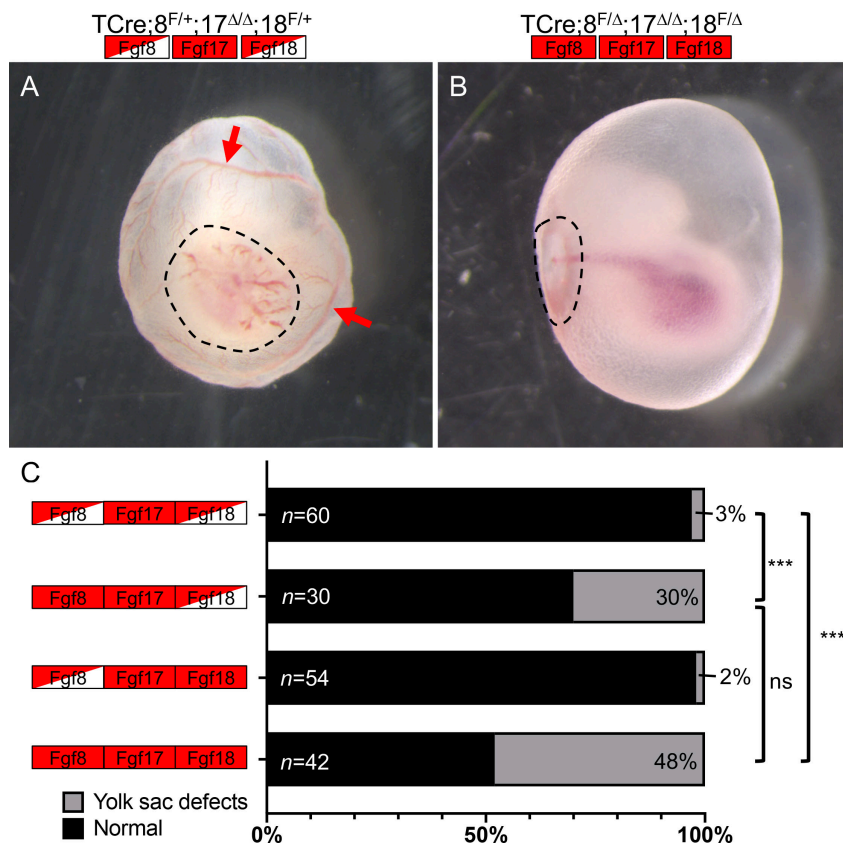 TCre;8F/+;17Δ/Δ;18F/+
Fgf8 Fgf17 Fgf18
TCre;8F/Δ;17Δ/Δ;18F/Δ
Fgf8 Fgf17 Fgf18
A
B
C
Fgf8 Fgf17 Fgf18
n=60
3%
Fgf8 Fgf17 Fgf18
n=30
30%
***
Fgf8 Fgf17 Fgf18
n=54
2%
ns
***
Fgf8 Fgf17 Fgf18
n=42
48%
Yolk sac defects
Normal
0%
50%
100%